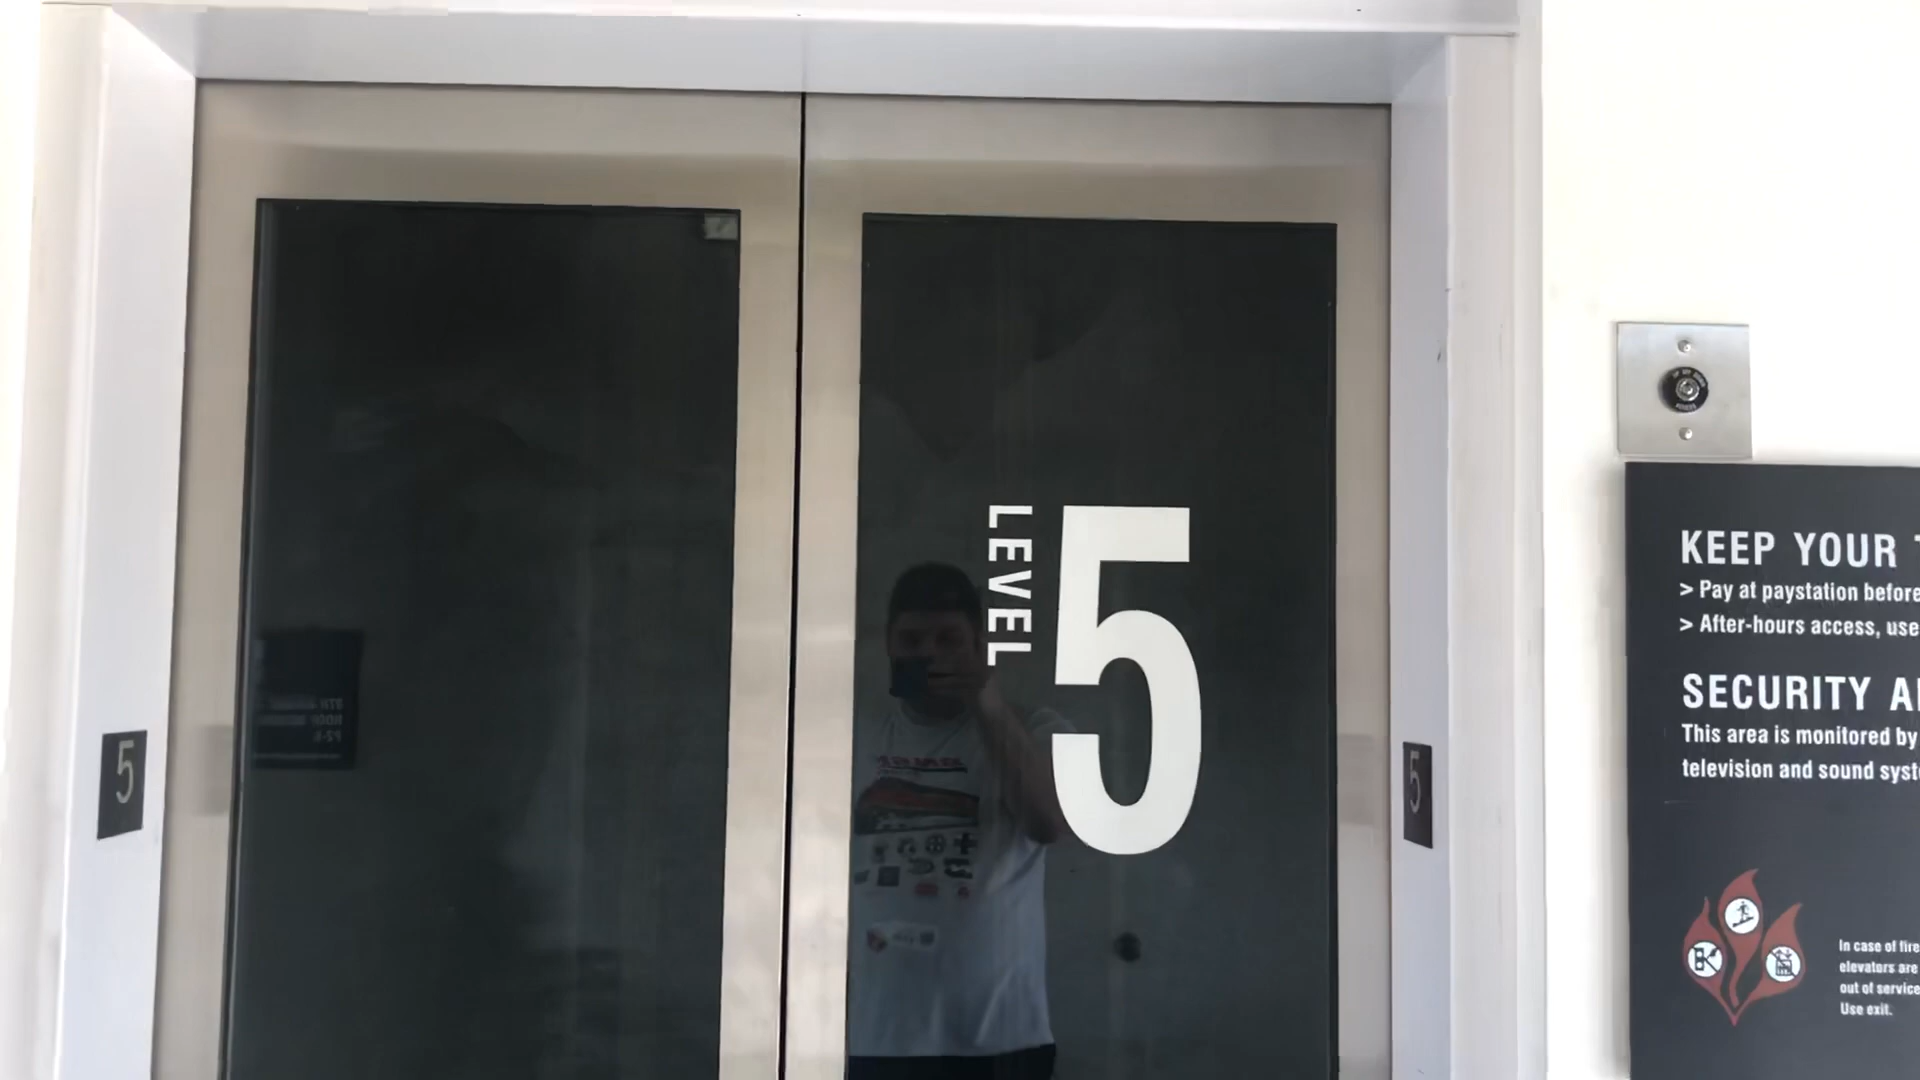 LEVEL
5
5
5
KEEP YOUR
> Pay at paystation before
> After-hours access, use
SECURITY
This area is monitored by
television and sound
In case of fire
elevators are
out of service
Use exit.